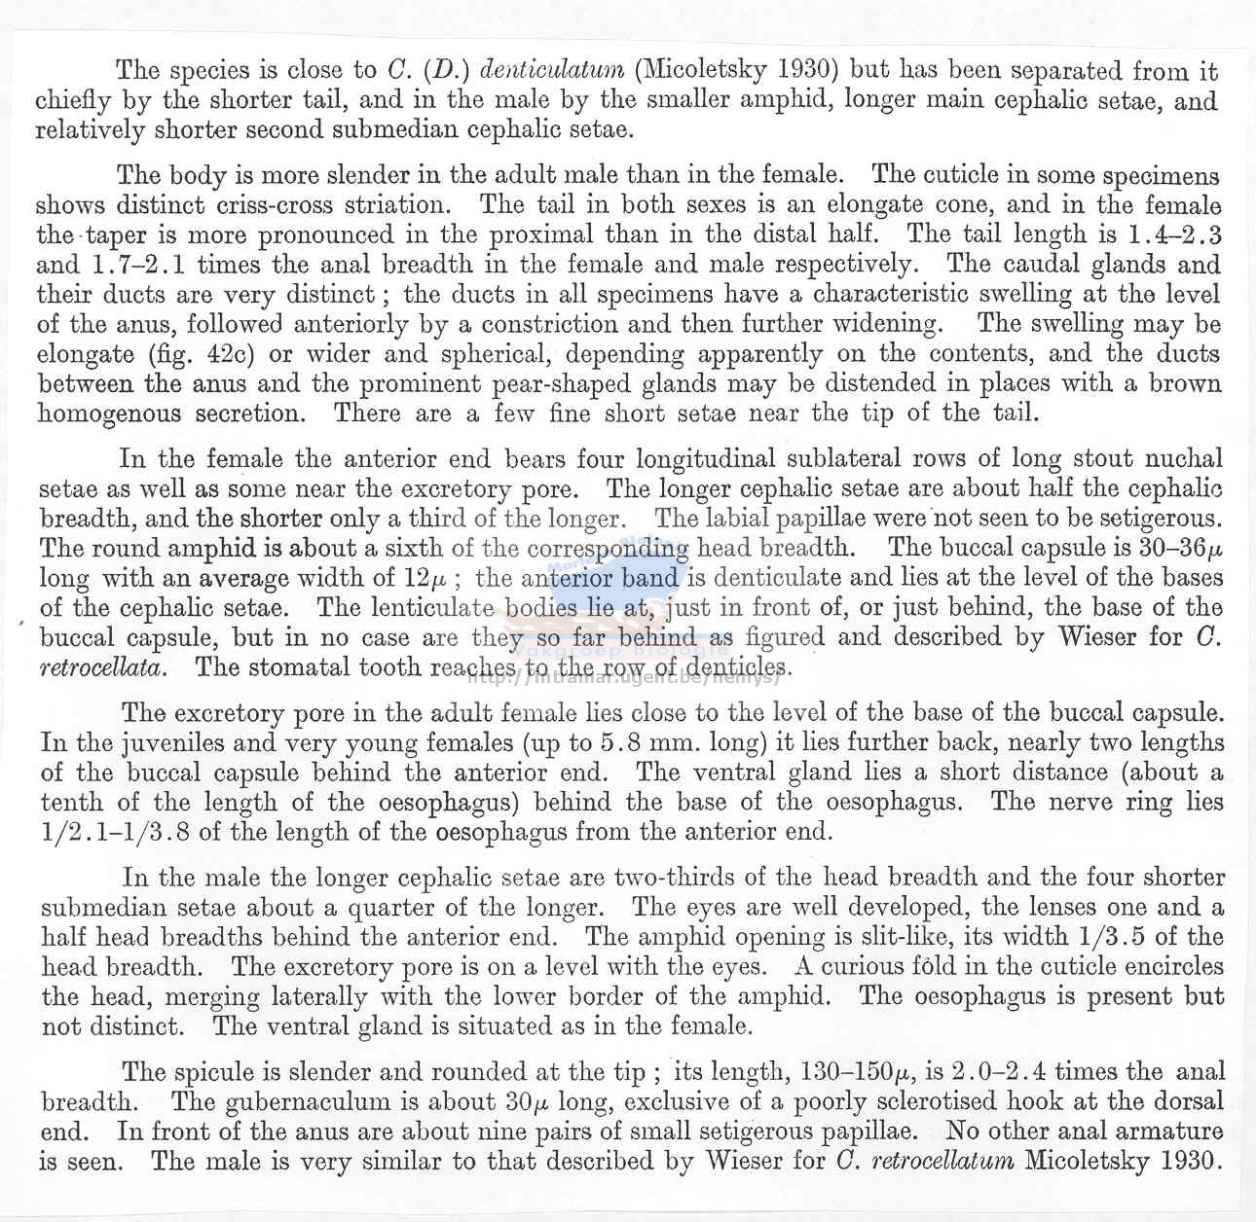 The species is close to C. (D.) denticulatum (Micoletsky 1930) but has been separated from it
chiefly by the shorter tail, and in the male by the smaller amphid, longer main cephalic setae, and
relatively shorter second submedian cephalic setae.
The body is more slender in the adult male than in the female. The cuticle in some specimens
shows distinct criss-cross striation. The tail in both sexes is an elongate cone, and in the female
the taper is more pronounced in the proximal than in the distal half. The tail length is 1.4–2.3
and 1.7–2.1 times the anal breadth in the female and male respectively. The caudal glands and
their ducts are very distinct ; the ducts in all specimens have a characteristic swelling at the level
of the anus, followed anteriorly by a constriction and then further widening. The swelling may be
elongate (fig. 42c) or wider and spherical, depending apparently on the contents, and the ducts
between the anus and the prominent pear-shaped glands may be distended in places with a brown
homogenous secretion. There are a few fine short setae near the tip of the tail.
In the female the anterior end bears four longitudinal sublateral rows of long stout nuchal
setae as well as some near the excretory pore. The longer cephalic setae are about half the cephalic
breadth, and the shorter only a third of the longer. The labial papillae were not seen to be setigerous.
The round amphid is about a sixth of the corresponding head breadth. The buccal capsule is 30–36μ
long with an average width of 12μ ; the anterior band is denticulate and lies at the level of the bases
of the cephalic setae. The lenticulate bodies lie at, just in front of, or just behind, the base of the
buccal capsule, but in no case are they so far behind as figured and described by Wieser for C.
retrocellata. The stomatal tooth reaches to the row of denticles.
Vakgroep Biologie
http://intramar.ugent.be/nemys/
The excretory pore in the adult female lies close to the level of the base of the buccal capsule.
In the juveniles and very young females (up to 5.8 mm. long) it lies further back, nearly two lengths
of the buccal capsule behind the anterior end. The ventral gland lies a short distance (about a
tenth of the length of the oesophagus) behind the base of the oesophagus. The nerve ring lies
1/2.1–1/3.8 of the length of the oesophagus from the anterior end.
In the male the longer cephalic setae are two-thirds of the head breadth and the four shorter
submedian setae about a quarter of the longer. The eyes are well developed, the lenses one and a
half head breadths behind the anterior end. The amphid opening is slit-like, its width 1/3.5 of the
head breadth. The excretory pore is on a level with the eyes. A curious fold in the cuticle encircles
the head, merging laterally with the lower border of the amphid. The oesophagus is present but
not distinct. The ventral gland is situated as in the female.
The spicule is slender and rounded at the tip ; its length, 130–150μ, is 2.0–2.4 times the anal
breadth. The gubernaculum is about 30μ long, exclusive of a poorly sclerotised hook at the dorsal
end. In front of the anus are about nine pairs of small setigerous papillae. No other anal armature
is seen. The male is very similar to that described by Wieser for C. retrocellatum Micoletsky 1930.